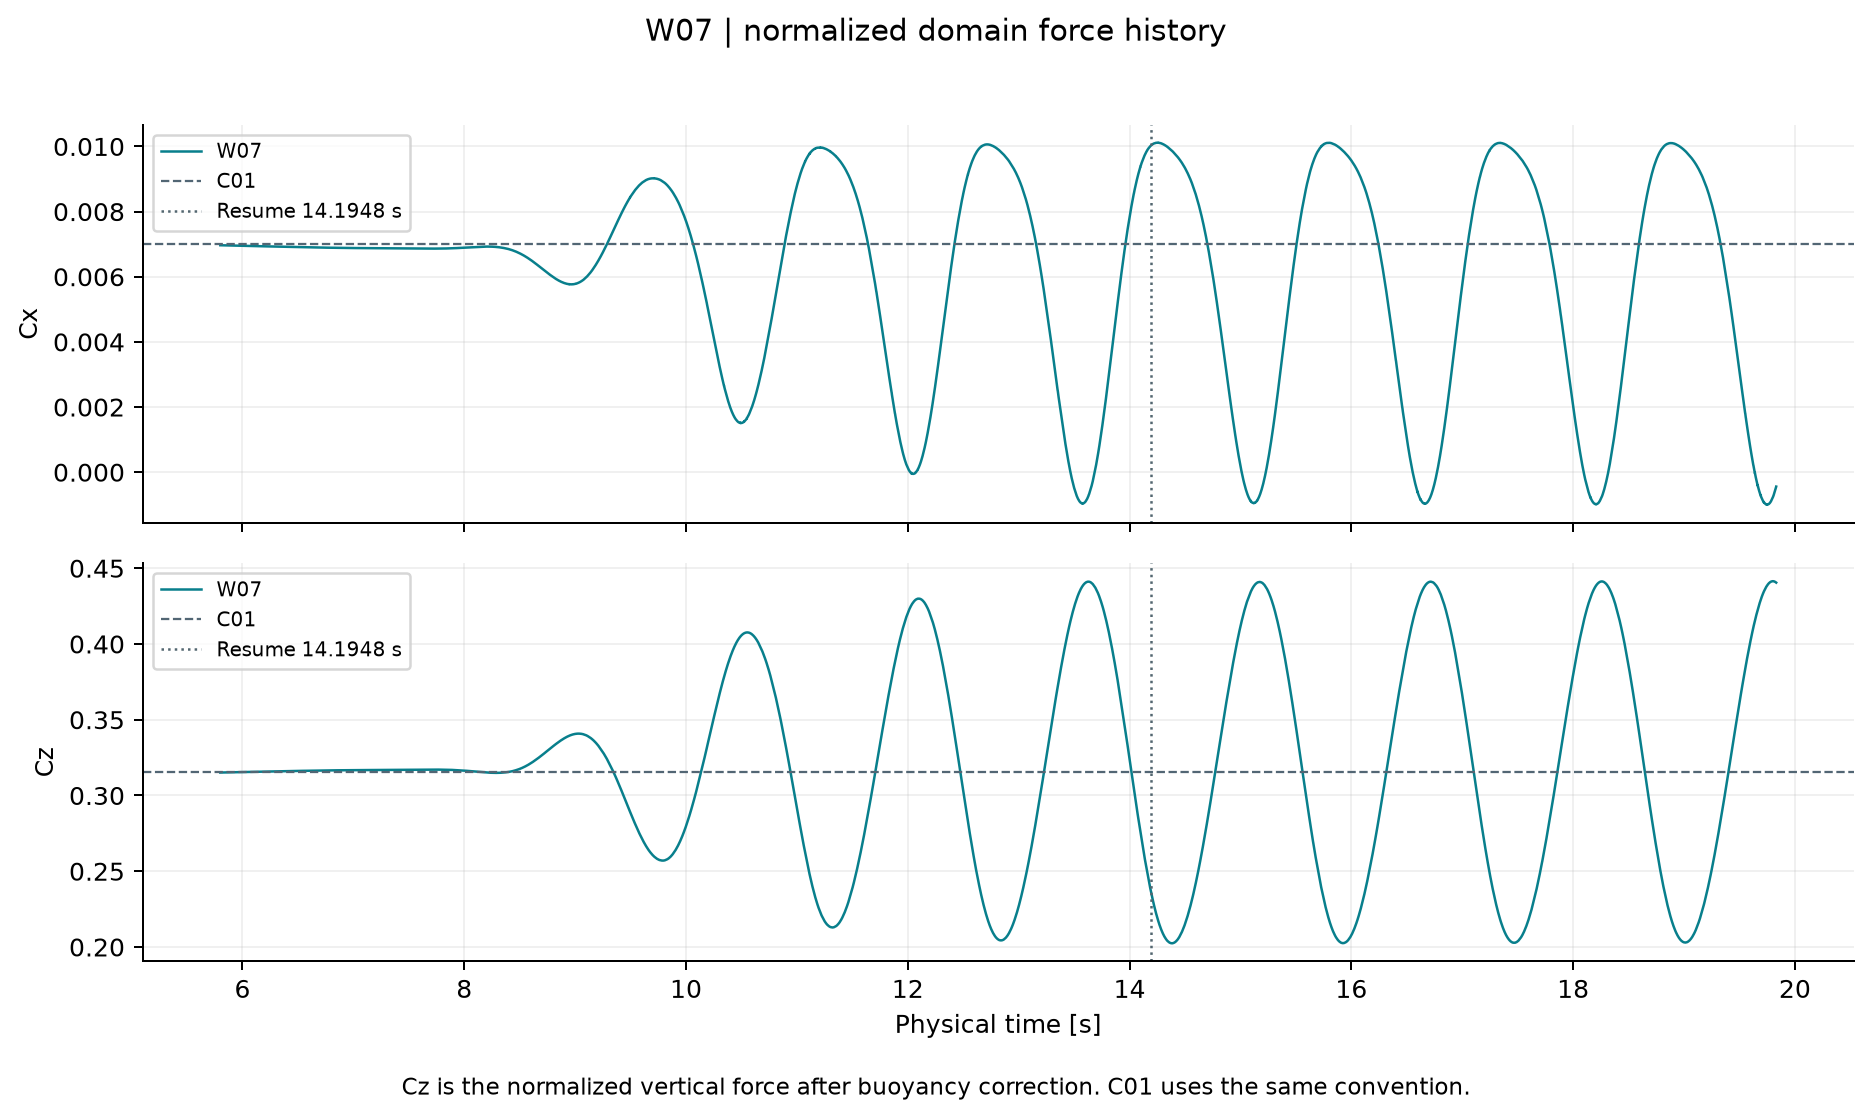 W07 | normalized domain force history
0.010
0.008
0.006
0.004
0.002
0.000
Cx
W07
C01
Resume 14.1948 s
0.45
0.40
0.35
0.30
0.25
0.20
Cz
W07
C01
Resume 14.1948 s
6 8 10 12 14 16 18 20
Physical time [s]
Cz is the normalized vertical force after buoyancy correction. C01 uses the same convention.